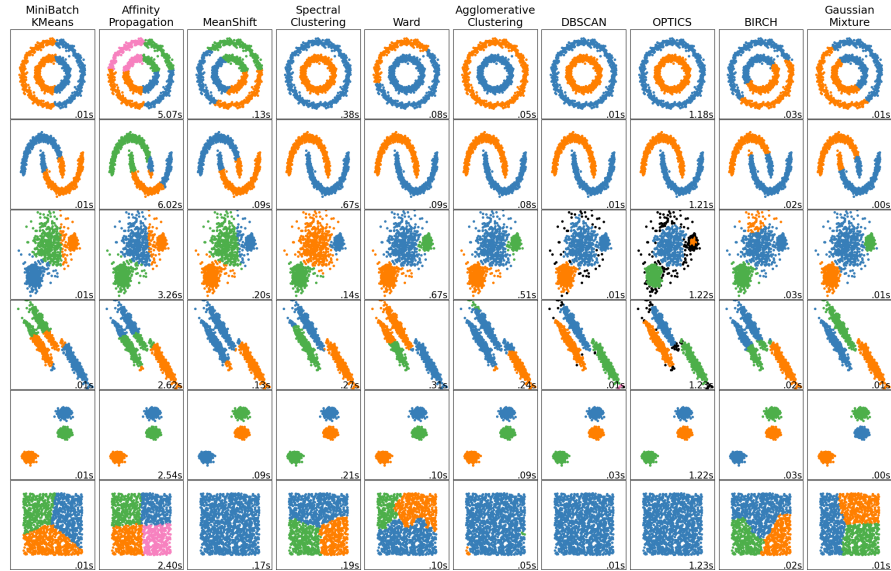 MiniBatch KMeans Affinity Propagation MeanShift Spectral Clustering Ward Agglomerative Clustering DBSCAN OPTICS BIRCH Gaussian Mixture
.01s 5.07s .13s .38s .08s .05s .01s 1.18s .03s .01s
.01s 6.02s .09s .67s .09s .08s .01s 1.21s .02s .00s
.01s 3.26s .20s .14s .67s .51s .01s 1.22s .03s .01s
.01s 2.62s .13s .27s .24s .01s .02s .01s
.01s 2.54s .09s .21s .10s .09s .03s 1.22s .03s .00s
.01s 2.40s .17s .19s .10s .05s .01s 1.23s .02s .01s